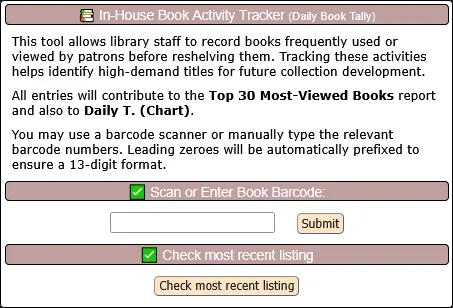 In-House Book Activity Tracker (Daily Book Tally)
This tool allows library staff to record books frequently used or
viewed by patrons before reshelving them. Tracking these activities
helps identify high-demand titles for future collection development.
All entries will contribute to the Top 30 Most-Viewed Books report
and also to Daily T. (Chart).
You may use a barcode scanner or manually type the relevant
barcode numbers. Leading zeroes will be automatically prefixed to
ensure a 13-digit format.
Scan or Enter Book Barcode:
Submit
Check most recent listing
Check most recent listing